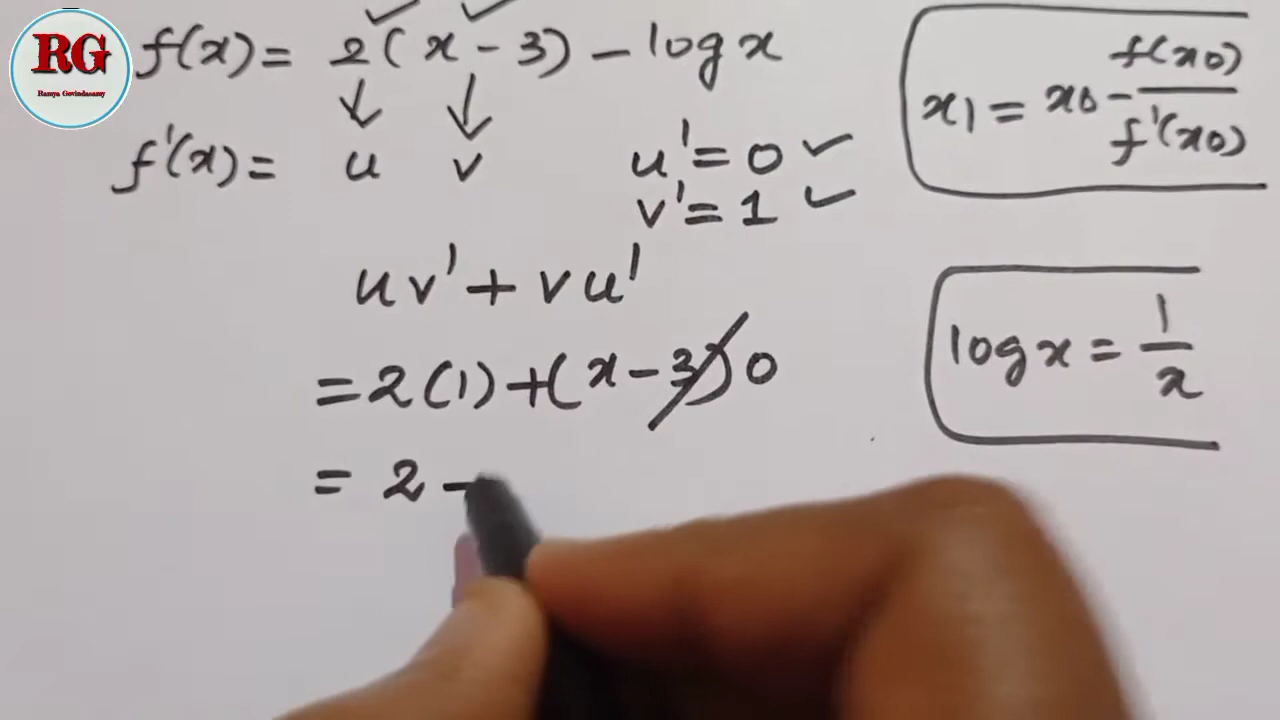 RG
Ramya Govindasamy
f(x) = 2(x - 3) - log x
f'(x) = u v
u' = 0
v' = 1
uv' + vu'
= 2(1) + (x - 3)0
= 2 -
x1 = x0 - f(x0)/f'(x0)
log x = 1/x